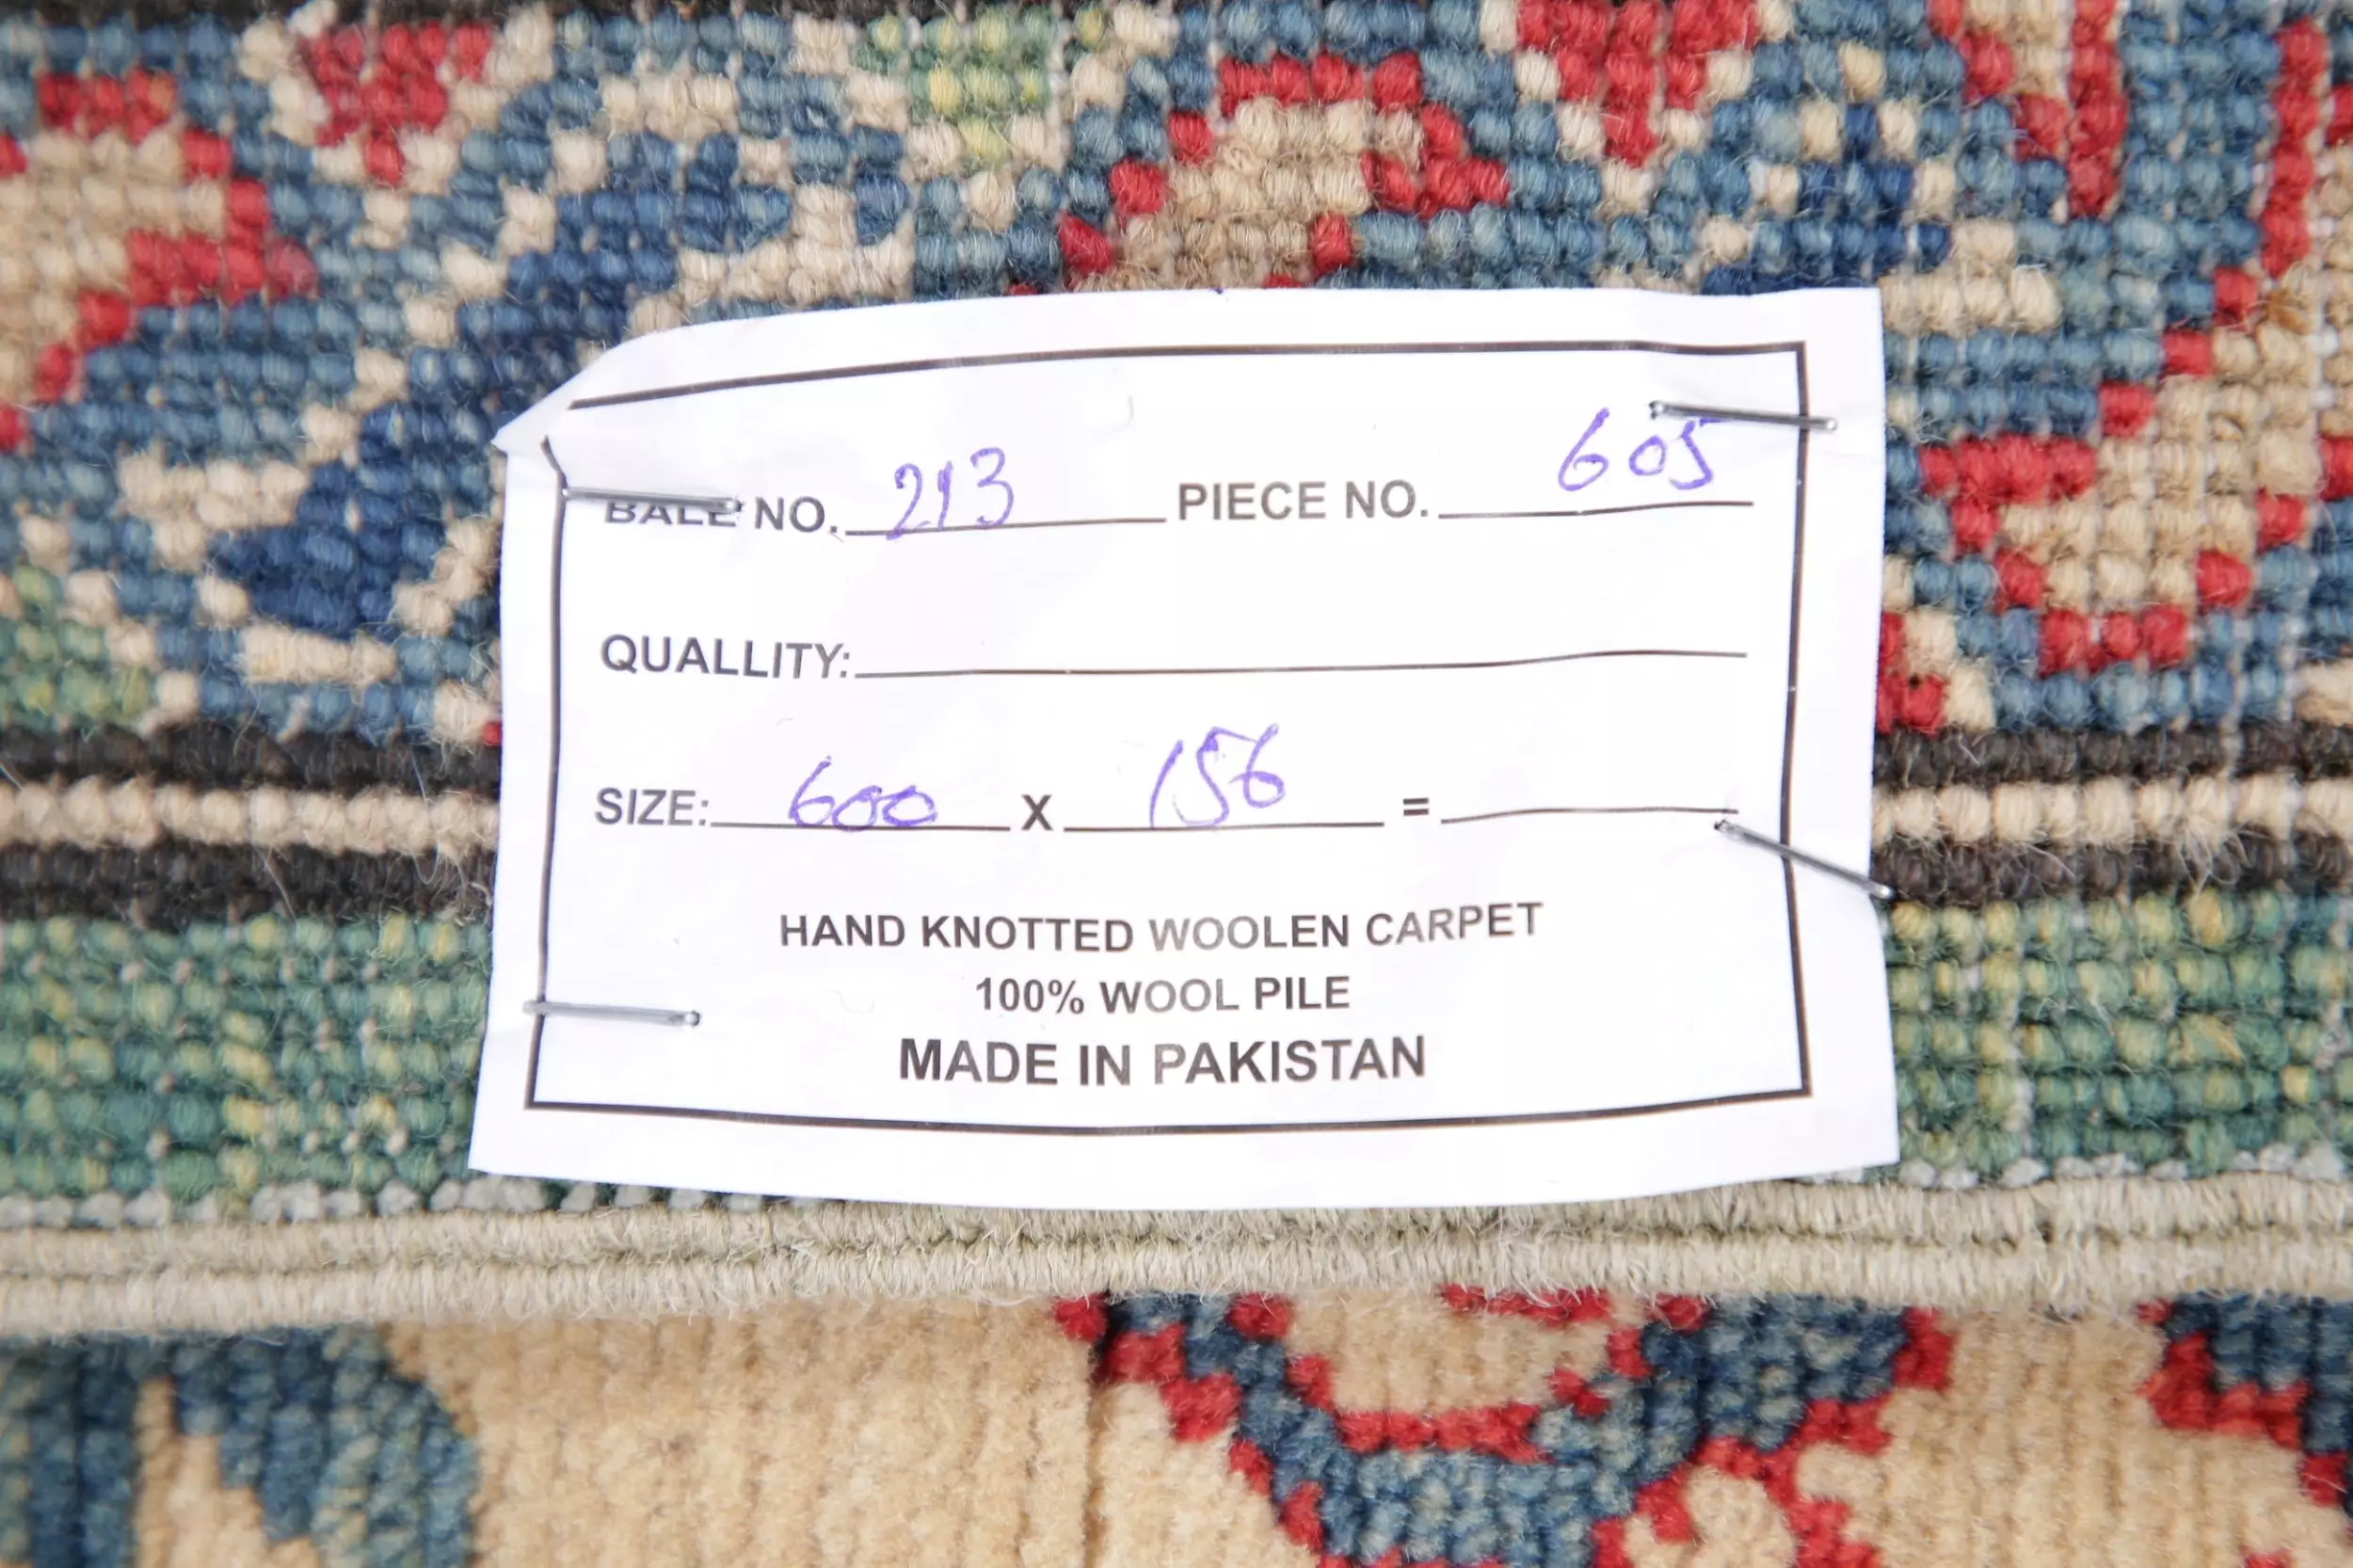 BALE NO. 213 PIECE NO. 605
QUALLITY:
SIZE: 600 X 156 =
HAND KNOTTED WOOLEN CARPET
100% WOOL PILE
MADE IN PAKISTAN